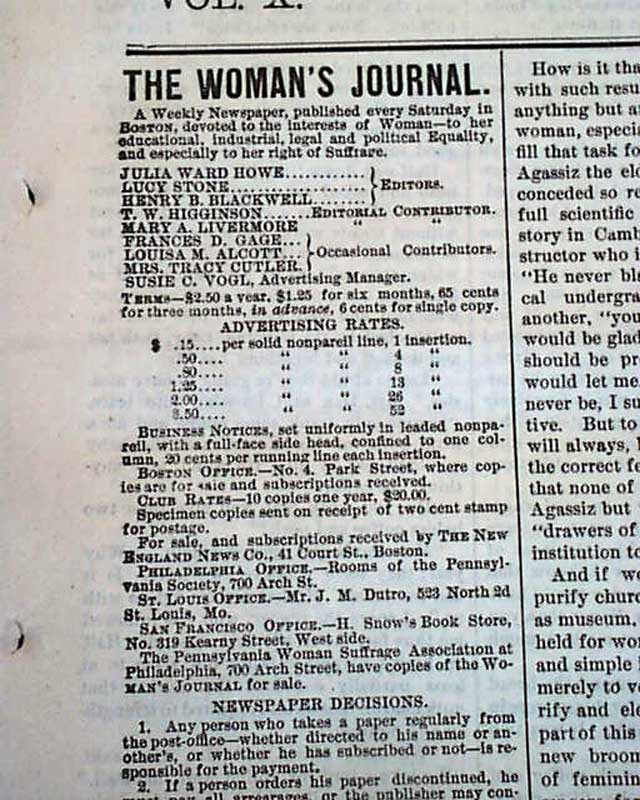 VOL. X.
THE WOMAN'S JOURNAL.
A Weekly Newspaper, published every Saturday in
BOSTON, devoted to the interests of Woman—to her
educational, industrial, legal and political Equality,
and especially to her right of Suffrage.
JULIA WARD HOWE...........
LUCY STONE..................... } EDITORS.
HENRY B. BLACKWELL.......
T. W. HIGGINSON.......EDITORIAL CONTRIBUTOR.
MARY A. LIVERMORE " "
FRANCES D. GAGE...
LOUISA M. ALCOTT... } Occasional Contributors.
MRS. TRACY CUTLER.
SUSIE C. VOGL, Advertising Manager.
TERMS—$2.50 a year, $1.25 for six months, 65 cents
for three months, in advance, 6 cents for single copy.
ADVERTISING RATES.
$ .15....per solid nonpareil line, 1 insertion.
.50.... " " 4 "
.80.... " " 8 "
1.25.... " " 13 "
2.00.... " " 26 "
3.50.... " " 52 "
BUSINESS NOTICES, set uniformly in leaded nonpa-
reil, with a full-face side head, confined to one col-
umn, 20 cents per running line each insertion.
BOSTON OFFICE.—No. 4. Park Street, where cop-
ies are for sale and subscriptions received.
CLUB RATES—10 copies one year, $20.00.
Specimen copies sent on receipt of two cent stamp
for postage.
For sale, and subscriptions received by THE NEW
ENGLAND NEWS CO., 41 Court St., Boston.
PHILADELPHIA OFFICE.—Rooms of the Pennsyl-
vania Society, 700 Arch St.
ST. LOUIS OFFICE.—Mr. J. M. Dutro, 523 North 2d
St. Louis, Mo.
SAN FRANCISCO OFFICE.—H. Snow's Book Store,
No. 319 Kearny Street, West side.
The Pennsylvania Woman Suffrage Association at
Philadelphia, 700 Arch Street, have copies of the WO-
MAN'S JOURNAL for sale.
NEWSPAPER DECISIONS.
1. Any person who takes a paper regularly from
the post-office—whether directed to his name or an-
other's, or whether he has subscribed or not—is re-
sponsible for the payment.
2. If a person orders his paper discontinued, he
must pay all arrearages, or the publisher may con-
How is it tha
with such resu
anything but a
woman, especi
fill that task fo
Agassiz the eld
conceded so re
full scientific
story in Camb
structor who i
"He never bla
cal undergra
another, "you
would be glad
should be pr
would let me
never be, I su
tive. But to
will always, l
the correct fe
that none of
Agassiz but
"drawers of
institution to
And if we
purify churc
as museum.
held for wor
and simple
merely to v
rify and ele
part of this
new broon
of feminin